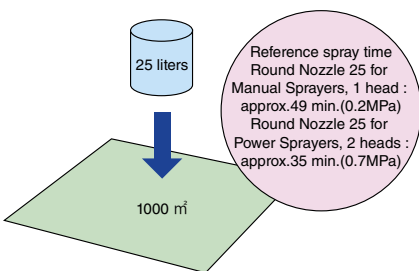 25 liters
Reference spray time
Round Nozzle 25 for
Manual Sprayers, 1 head :
approx.49 min.(0.2MPa)
Round Nozzle 25 for
Power Sprayers, 2 heads :
approx.35 min.(0.7MPa)
1000 ㎡